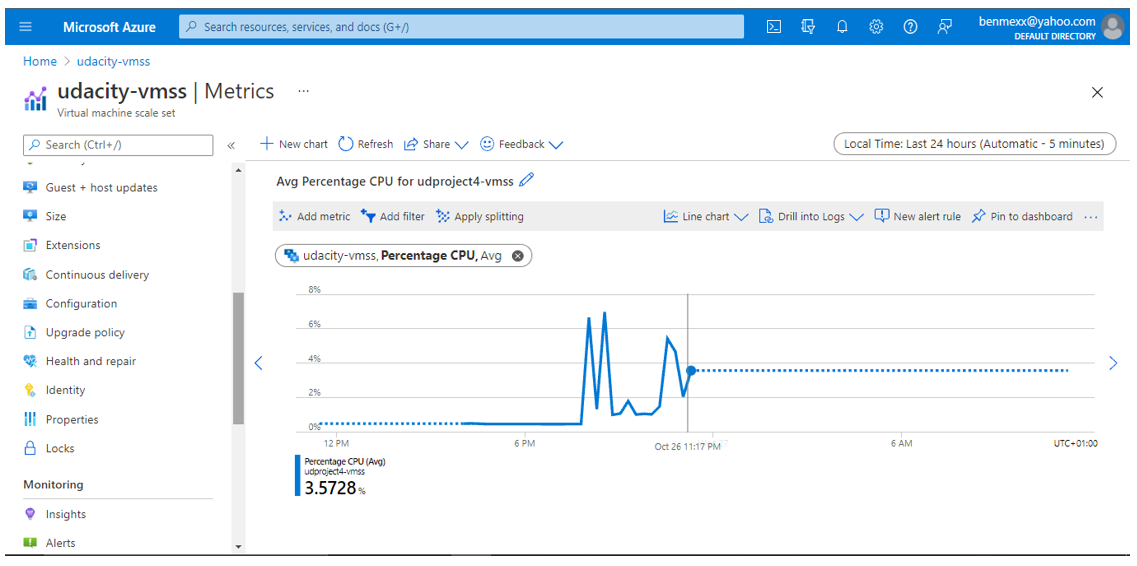 Microsoft Azure
Search resources, services, and docs (G+/)
benmexx@yahoo.com
DEFAULT DIRECTORY
Home > udacity-vmss
udacity-vmss | Metrics ...
Virtual machine scale set
Search (Ctrl+/)
«
New chart
Refresh
Share
Feedback
Local Time: Last 24 hours (Automatic - 5 minutes)
Guest + host updates
Size
Extensions
Continuous delivery
Configuration
Upgrade policy
Health and repair
Identity
Properties
Locks
Monitoring
Insights
Alerts
Avg Percentage CPU for udproject4-vmss
Add metric
Add filter
Apply splitting
Line chart
Drill into Logs
New alert rule
Pin to dashboard
...
udacity-vmss, Percentage CPU, Avg
8%
6%
4%
2%
0%
12 PM
6 PM
Oct 26 11:17 PM
6 AM
UTC+01:00
Percentage CPU (Avg)
udproject4-vmss
3.5728 %